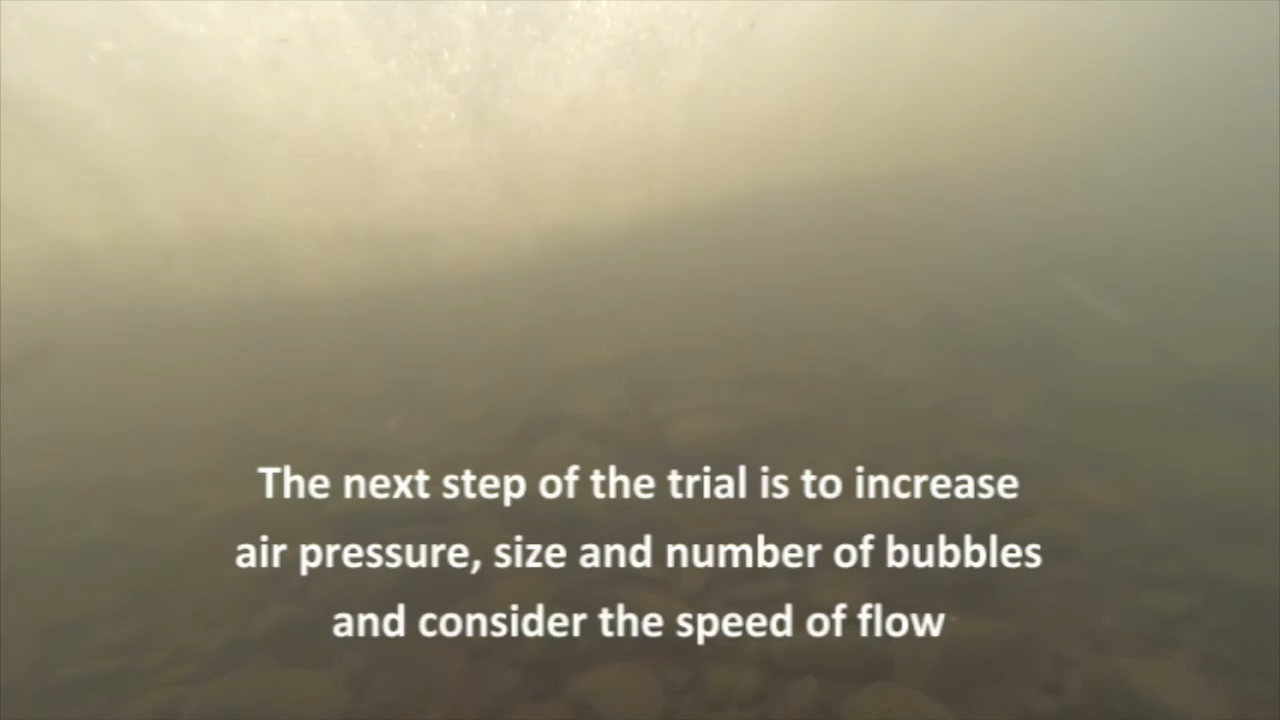 The next step of the trial is to increase
air pressure, size and number of bubbles
and consider the speed of flow